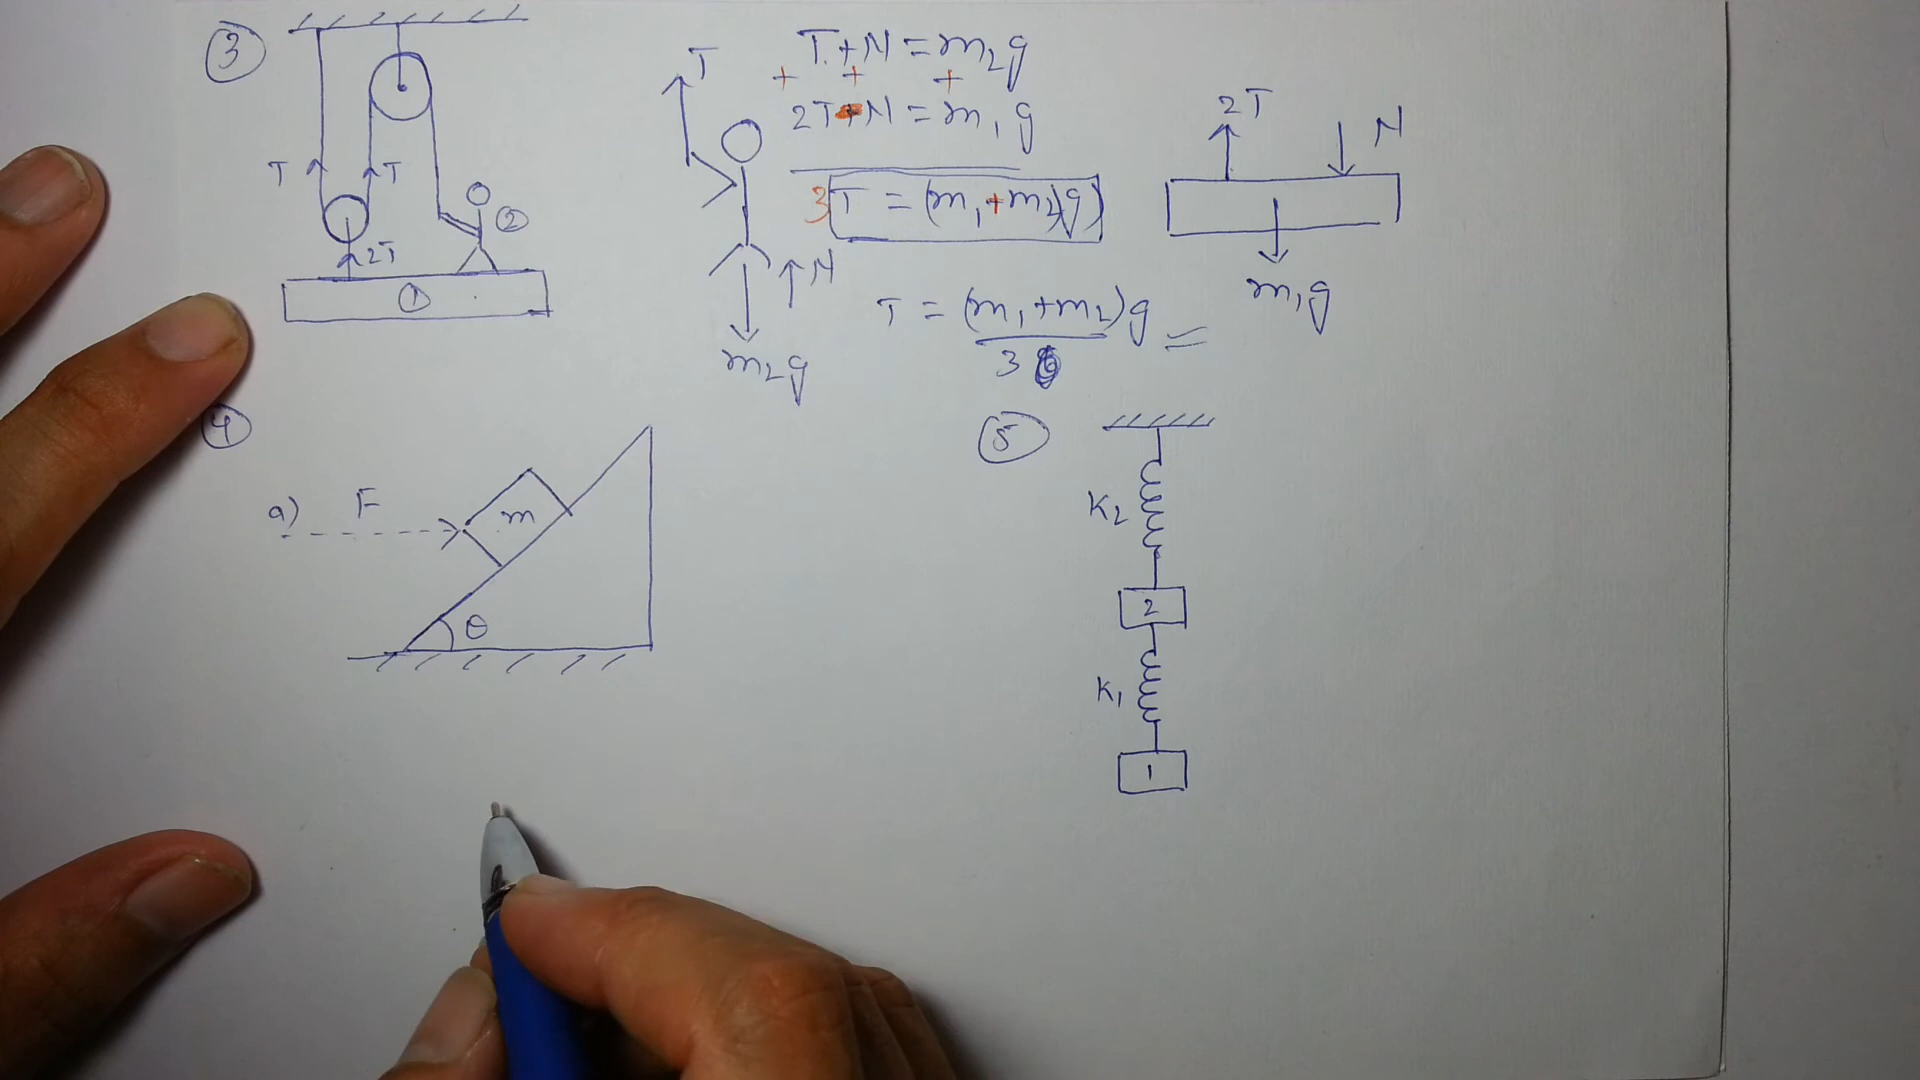 ③
T T
②
2T
①
T
T+N=m₂g
+ + +
2T-N=m₁g
3T = (m₁+m₂)g)
N
m₂g
T = (m₁+m₂)g =
3
2T N
m₁g
④
a) F
m
θ
⑤
K₂
2
K₁
1